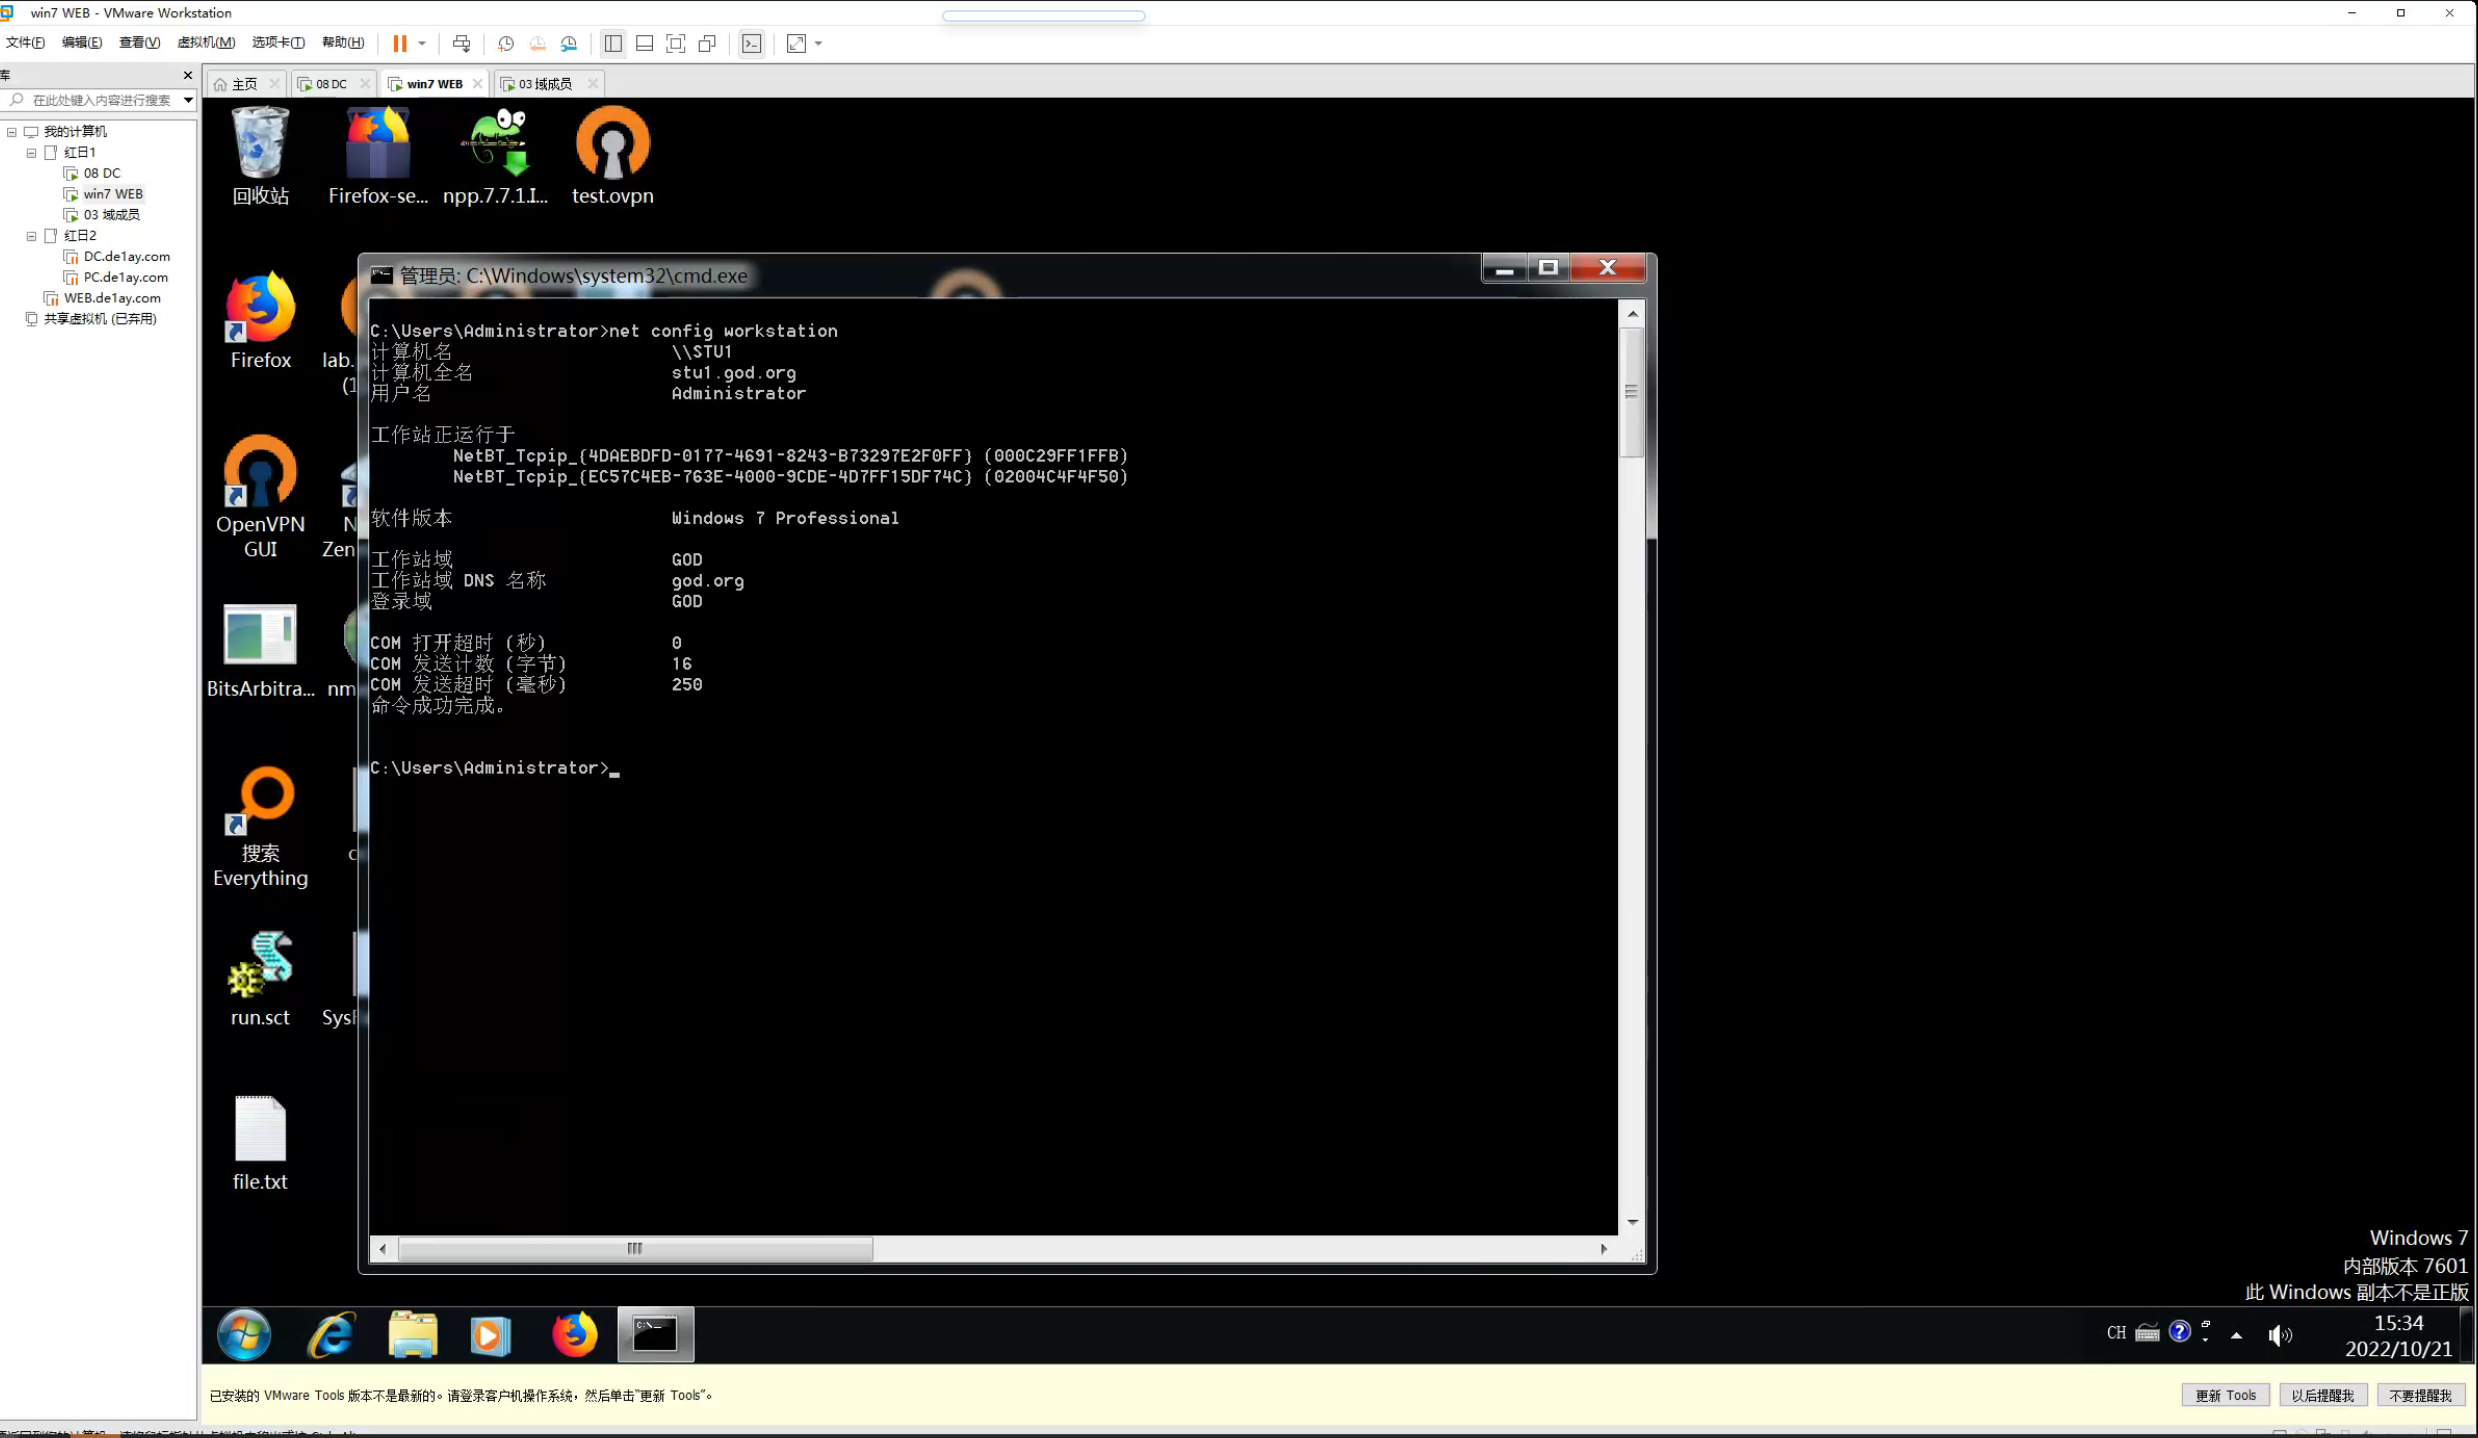 win7 WEB - VMware Workstation
文件(F) 编辑(E) 查看(V) 虚拟机(M) 选项卡(T) 帮助(H)
库
在此处键入内容进行搜索
主页 08 DC win7 WEB 03 域成员
我的计算机
红日1
08 DC
win7 WEB
03 域成员
红日2
DC.de1ay.com
PC.de1ay.com
WEB.de1ay.com
共享虚拟机 (已弃用)
回收站 Firefox-se... npp.7.7.1.I... test.ovpn
Firefox lab.
(1
OpenVPN GUI N
Zen
BitsArbitra... nm
搜索 Everything c
run.sct SysI
file.txt
管理员: C:\Windows\system32\cmd.exe
C:\Users\Administrator>net config workstation
计算机名 \\STU1
计算机全名 stu1.god.org
用户名 Administrator
工作站正运行于
NetBT_Tcpip_{4DAEBDFD-0177-4691-8243-B73297E2F0FF} (000C29FF1FFB)
NetBT_Tcpip_{EC57C4EB-763E-4000-9CDE-4D7FF15DF74C} (02004C4F4F50)
软件版本 Windows 7 Professional
工作站域 GOD
工作站域 DNS 名称 god.org
登录域 GOD
COM 打开超时 (秒) 0
COM 发送计数 (字节) 16
COM 发送超时 (毫秒) 250
命令成功完成。
C:\Users\Administrator>
Windows 7
内部版本 7601
此 Windows 副本不是正版
CH
15:34
2022/10/21
已安装的 VMware Tools 版本不是最新的。请登录客户机操作系统，然后单击“更新 Tools”。
更新 Tools 以后提醒我 不要提醒我